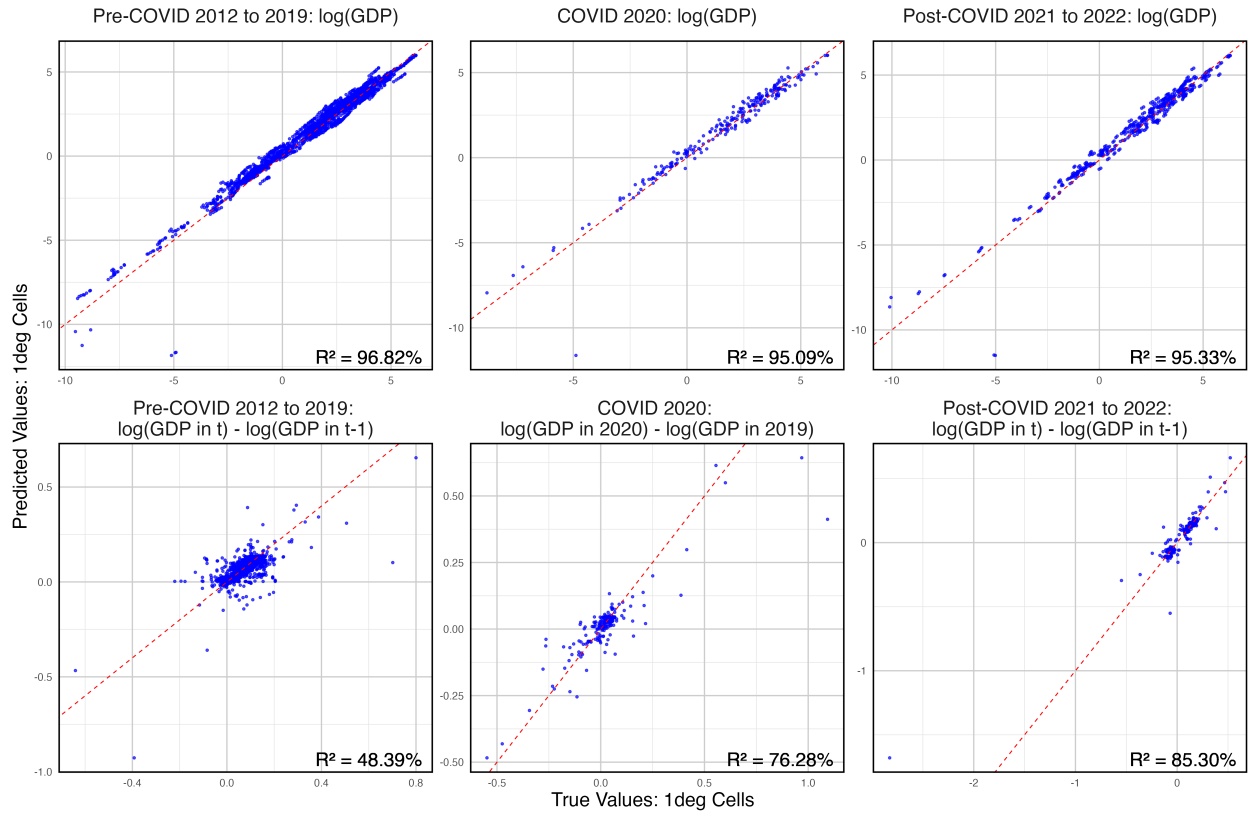 Pre-COVID 2012 to 2019: log(GDP)
COVID 2020: log(GDP)
Post-COVID 2021 to 2022: log(GDP)
Predicted Values: 1deg Cells
5
0
-5
-10
-10
-5
0
5
R² = 96.82%
5
0
-5
-10
-5
0
5
R² = 95.09%
5
0
-5
-10
-10
-5
0
5
R² = 95.33%
Pre-COVID 2012 to 2019:
log(GDP in t) - log(GDP in t-1)
COVID 2020:
log(GDP in 2020) - log(GDP in 2019)
Post-COVID 2021 to 2022:
log(GDP in t) - log(GDP in t-1)
0.5
0.0
-0.5
-1.0
-0.4
0.0
0.4
0.8
R² = 48.39%
0.50
0.25
0.00
-0.25
-0.50
-0.5
0.0
0.5
1.0
R² = 76.28%
0
-1
-2
-1
0
R² = 85.30%
True Values: 1deg Cells